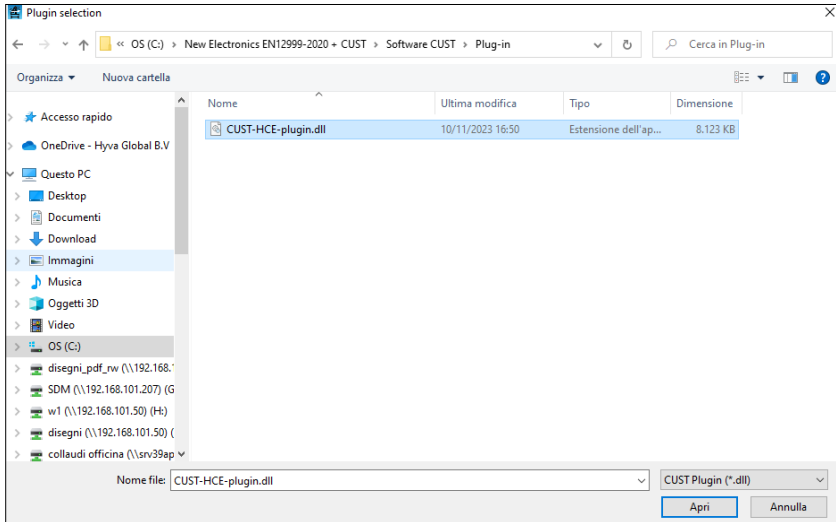 Plugin selection
« OS (C:) › New Electronics EN12999-2020 + CUST › Software CUST › Plug-in
Cerca in Plug-in
Organizza
Nuova cartella
Nome Ultima modifica Tipo Dimensione
CUST-HCE-plugin.dll 10/11/2023 16:50 Estensione dell'ap... 8.123 KB
Accesso rapido
OneDrive - Hyva Global B.V
Questo PC
Desktop
Documenti
Download
Immagini
Musica
Oggetti 3D
Video
OS (C:)
disegni_pdf_rw (\\192.168.
SDM (\\192.168.101.207) (G
w1 (\\192.168.101.50) (H:)
disegni (\\192.168.101.50) (
collaudi officina (\\srv39ap
Nome file: CUST-HCE-plugin.dll
CUST Plugin (*.dll)
Apri Annulla